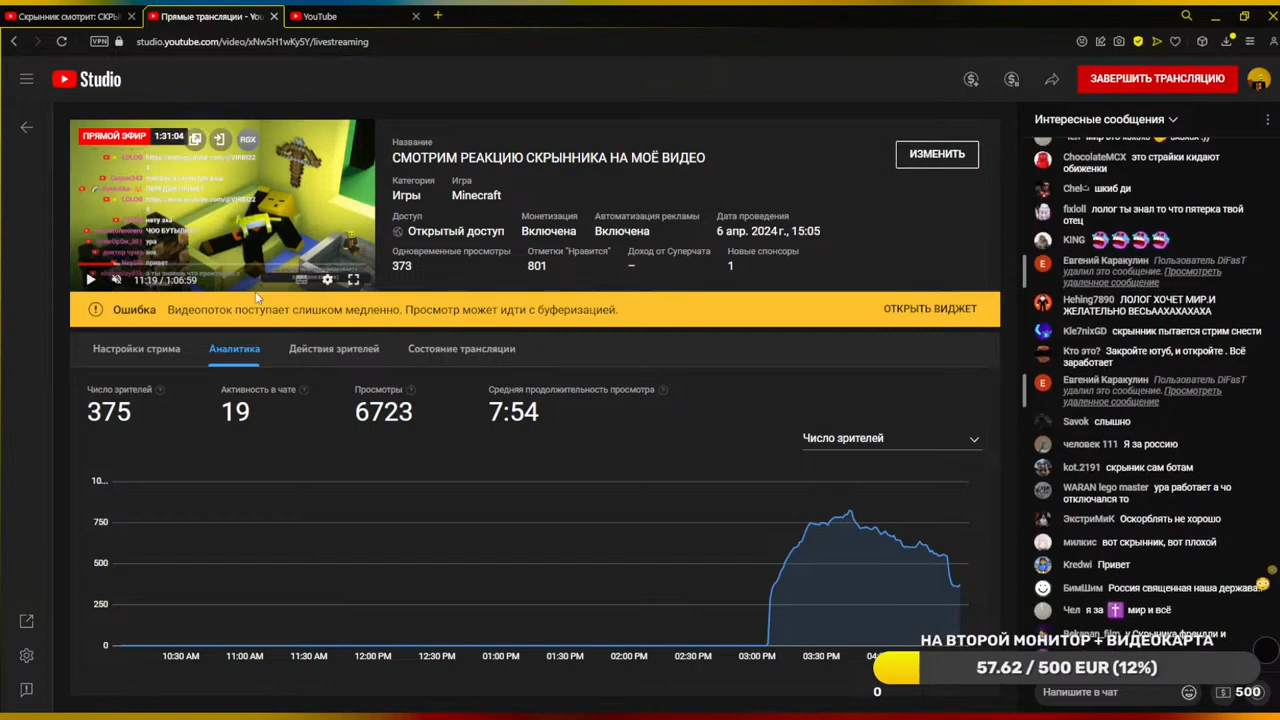 Скрынник смотрит: СКРЫ
Прямые трансляции - You
YouTube
VPN
studio.youtube.com/video/xNw5H1wKy5Y/livestreaming
Studio
ЗАВЕРШИТЬ ТРАНСЛЯЦИЮ
ПРЯМОЙ ЭФИР
1:31:04
RGX
11:19 / 1:06:59
Название
СМОТРИМ РЕАКЦИЮ СКРЫННИКА НА МОЁ ВИДЕО
ИЗМЕНИТЬ
Категория
Игра
Игры
Minecraft
Доступ
Монетизация
Автоматизация рекламы
Дата проведения
Открытый доступ
Включена
Включена
6 апр. 2024 г., 15:05
Одновременные просмотры
Отметки "Нравится"
Доход от Суперчата
Новые спонсоры
373
801
–
1
Ошибка
Видеопоток поступает слишком медленно. Просмотр может идти с буферизацией.
ОТКРЫТЬ ВИДЖЕТ
Настройки стрима
Аналитика
Действия зрителей
Состояние трансляции
Число зрителей
Активность в чате
Просмотры
Средняя продолжительность просмотра
375
19
6723
7:54
Число зрителей
10...
750
500
250
0
10:30 AM
11:00 AM
11:30 AM
12:00 PM
12:30 PM
01:00 PM
01:30 PM
02:00 PM
02:30 PM
03:00 PM
03:30 PM
Интересные сообщения
ChocolateMCX это страйки кидают
обиженки
Chel шкиб ди
fixloll лолог ты знал то что пятерка твой
отец
KING
Евгений Каракулин Пользователь DiFasT
удалил это сообщение. Просмотреть
удаленное сообщение
Hehing7890 ЛОЛОГ ХОЧЕТ МИР.И
ЖЕЛАТЕЛЬНО ВЕСЬАААХАХАХА
Kle7nixGD скрынник пытается стрим снести
Кто это? Закройте ютуб, и откройте . Всё
заработает
Евгений Каракулин Пользователь DiFasT
удалил это сообщение. Просмотреть
удаленное сообщение
Savok слышно
человек 111 Я за россию
kot.2191 скрыник сам ботам
WARAN lego master ура работает а чо
отключался то
ЭкстриМиК Оскорблять не хорошо
милкис вот скрынник, вот плохой
Kredwi Привет
БимШим Россия священная наша держава
Чел я за мир и всё
НА ВТОРОЙ МОНИТОР + ВИДЕОКАРТА
57.62 / 500 EUR (12%)
0
500
Напишите в чат